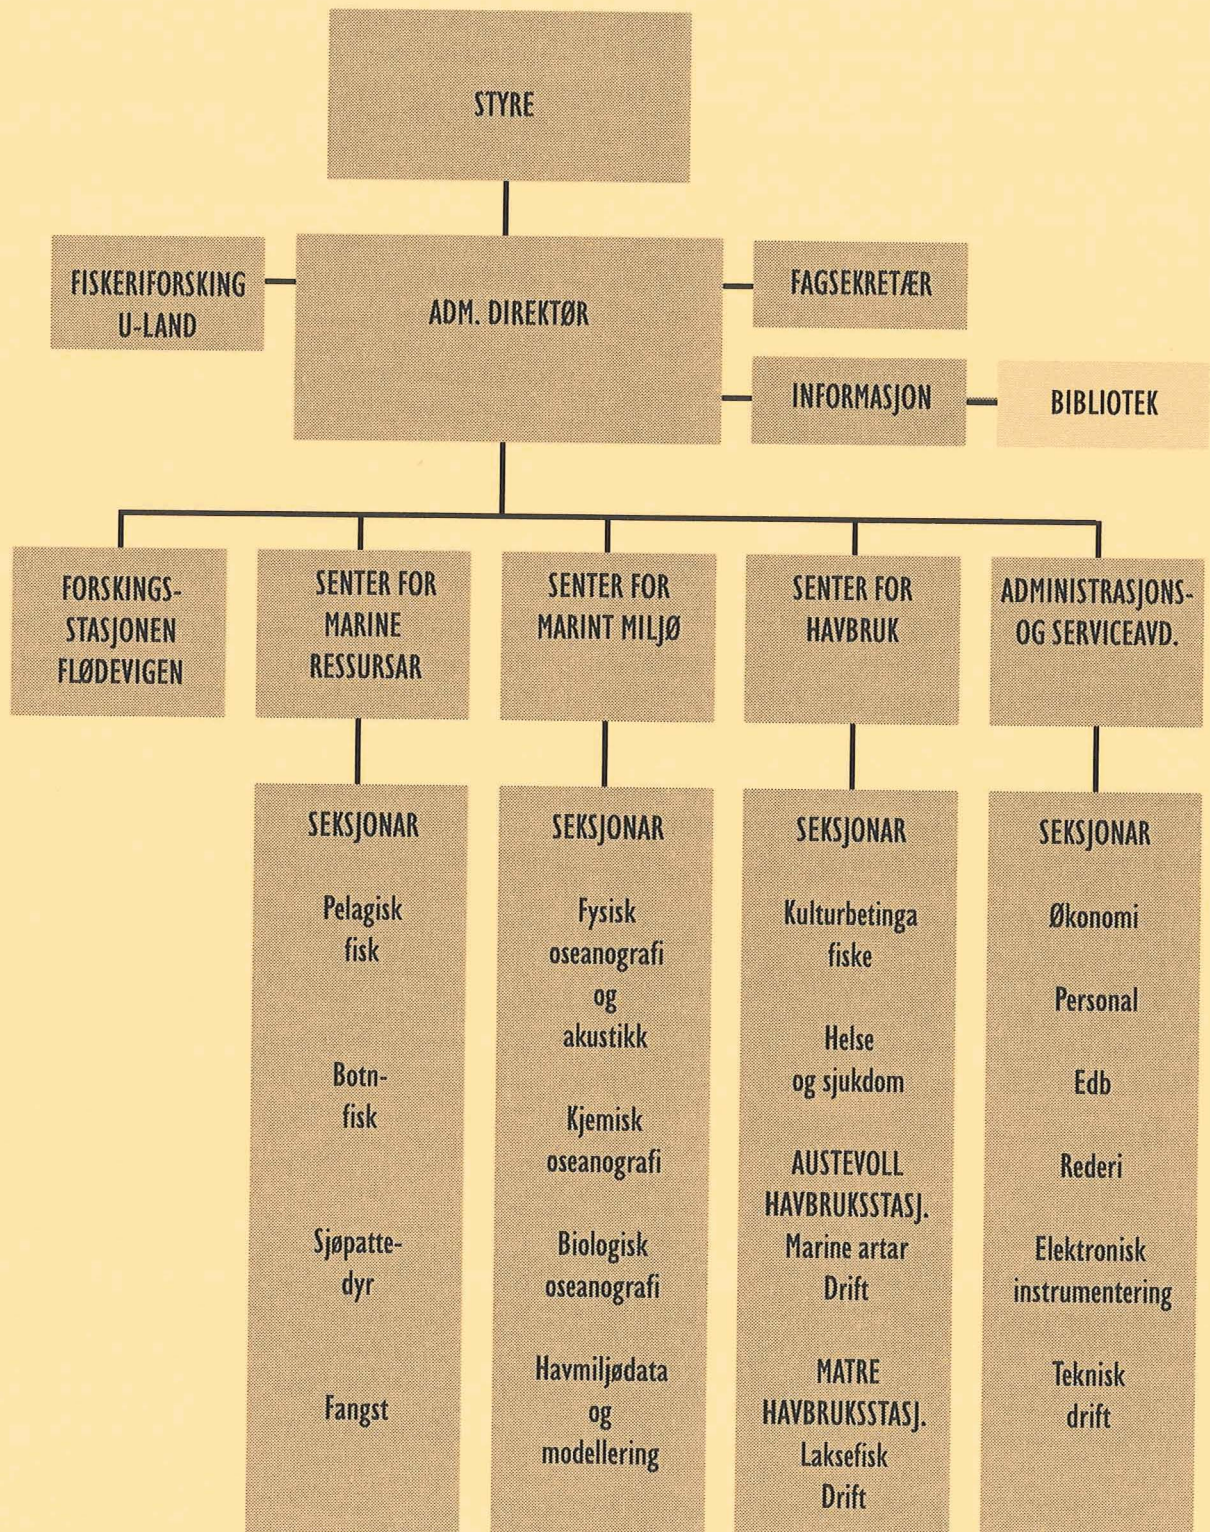 STYRE
FISKERIFORSKING
U-LAND
ADM. DIREKTØR
FAGSEKRETÆR
INFORMASJON
BIBLIOTEK
FORSKINGS-
STASJONEN
FLØDEVIGEN
SENTER FOR
MARINE
RESSURSAR
SENTER FOR
MARINT MILJØ
SENTER FOR
HAVBRUK
ADMINISTRASJONS-
OG SERVICEAVD.
SEKSJONAR
Pelagisk
fisk
Botn-
fisk
Sjøpatte-
dyr
Fangst
SEKSJONAR
Fysisk
oseanografi
og
akustikk
Kjemisk
oseanografi
Biologisk
oseanografi
Havmiljødata
og
modellering
SEKSJONAR
Kulturbetinga
fiske
Helse
og sjukdom
AUSTEVOLL
HAVBRUKSSTASJ.
Marine artar
Drift
MATRE
HAVBRUKSSTASJ.
Laksefisk
Drift
SEKSJONAR
Økonomi
Personal
Edb
Rederi
Elektronisk
instrumentering
Teknisk
drift